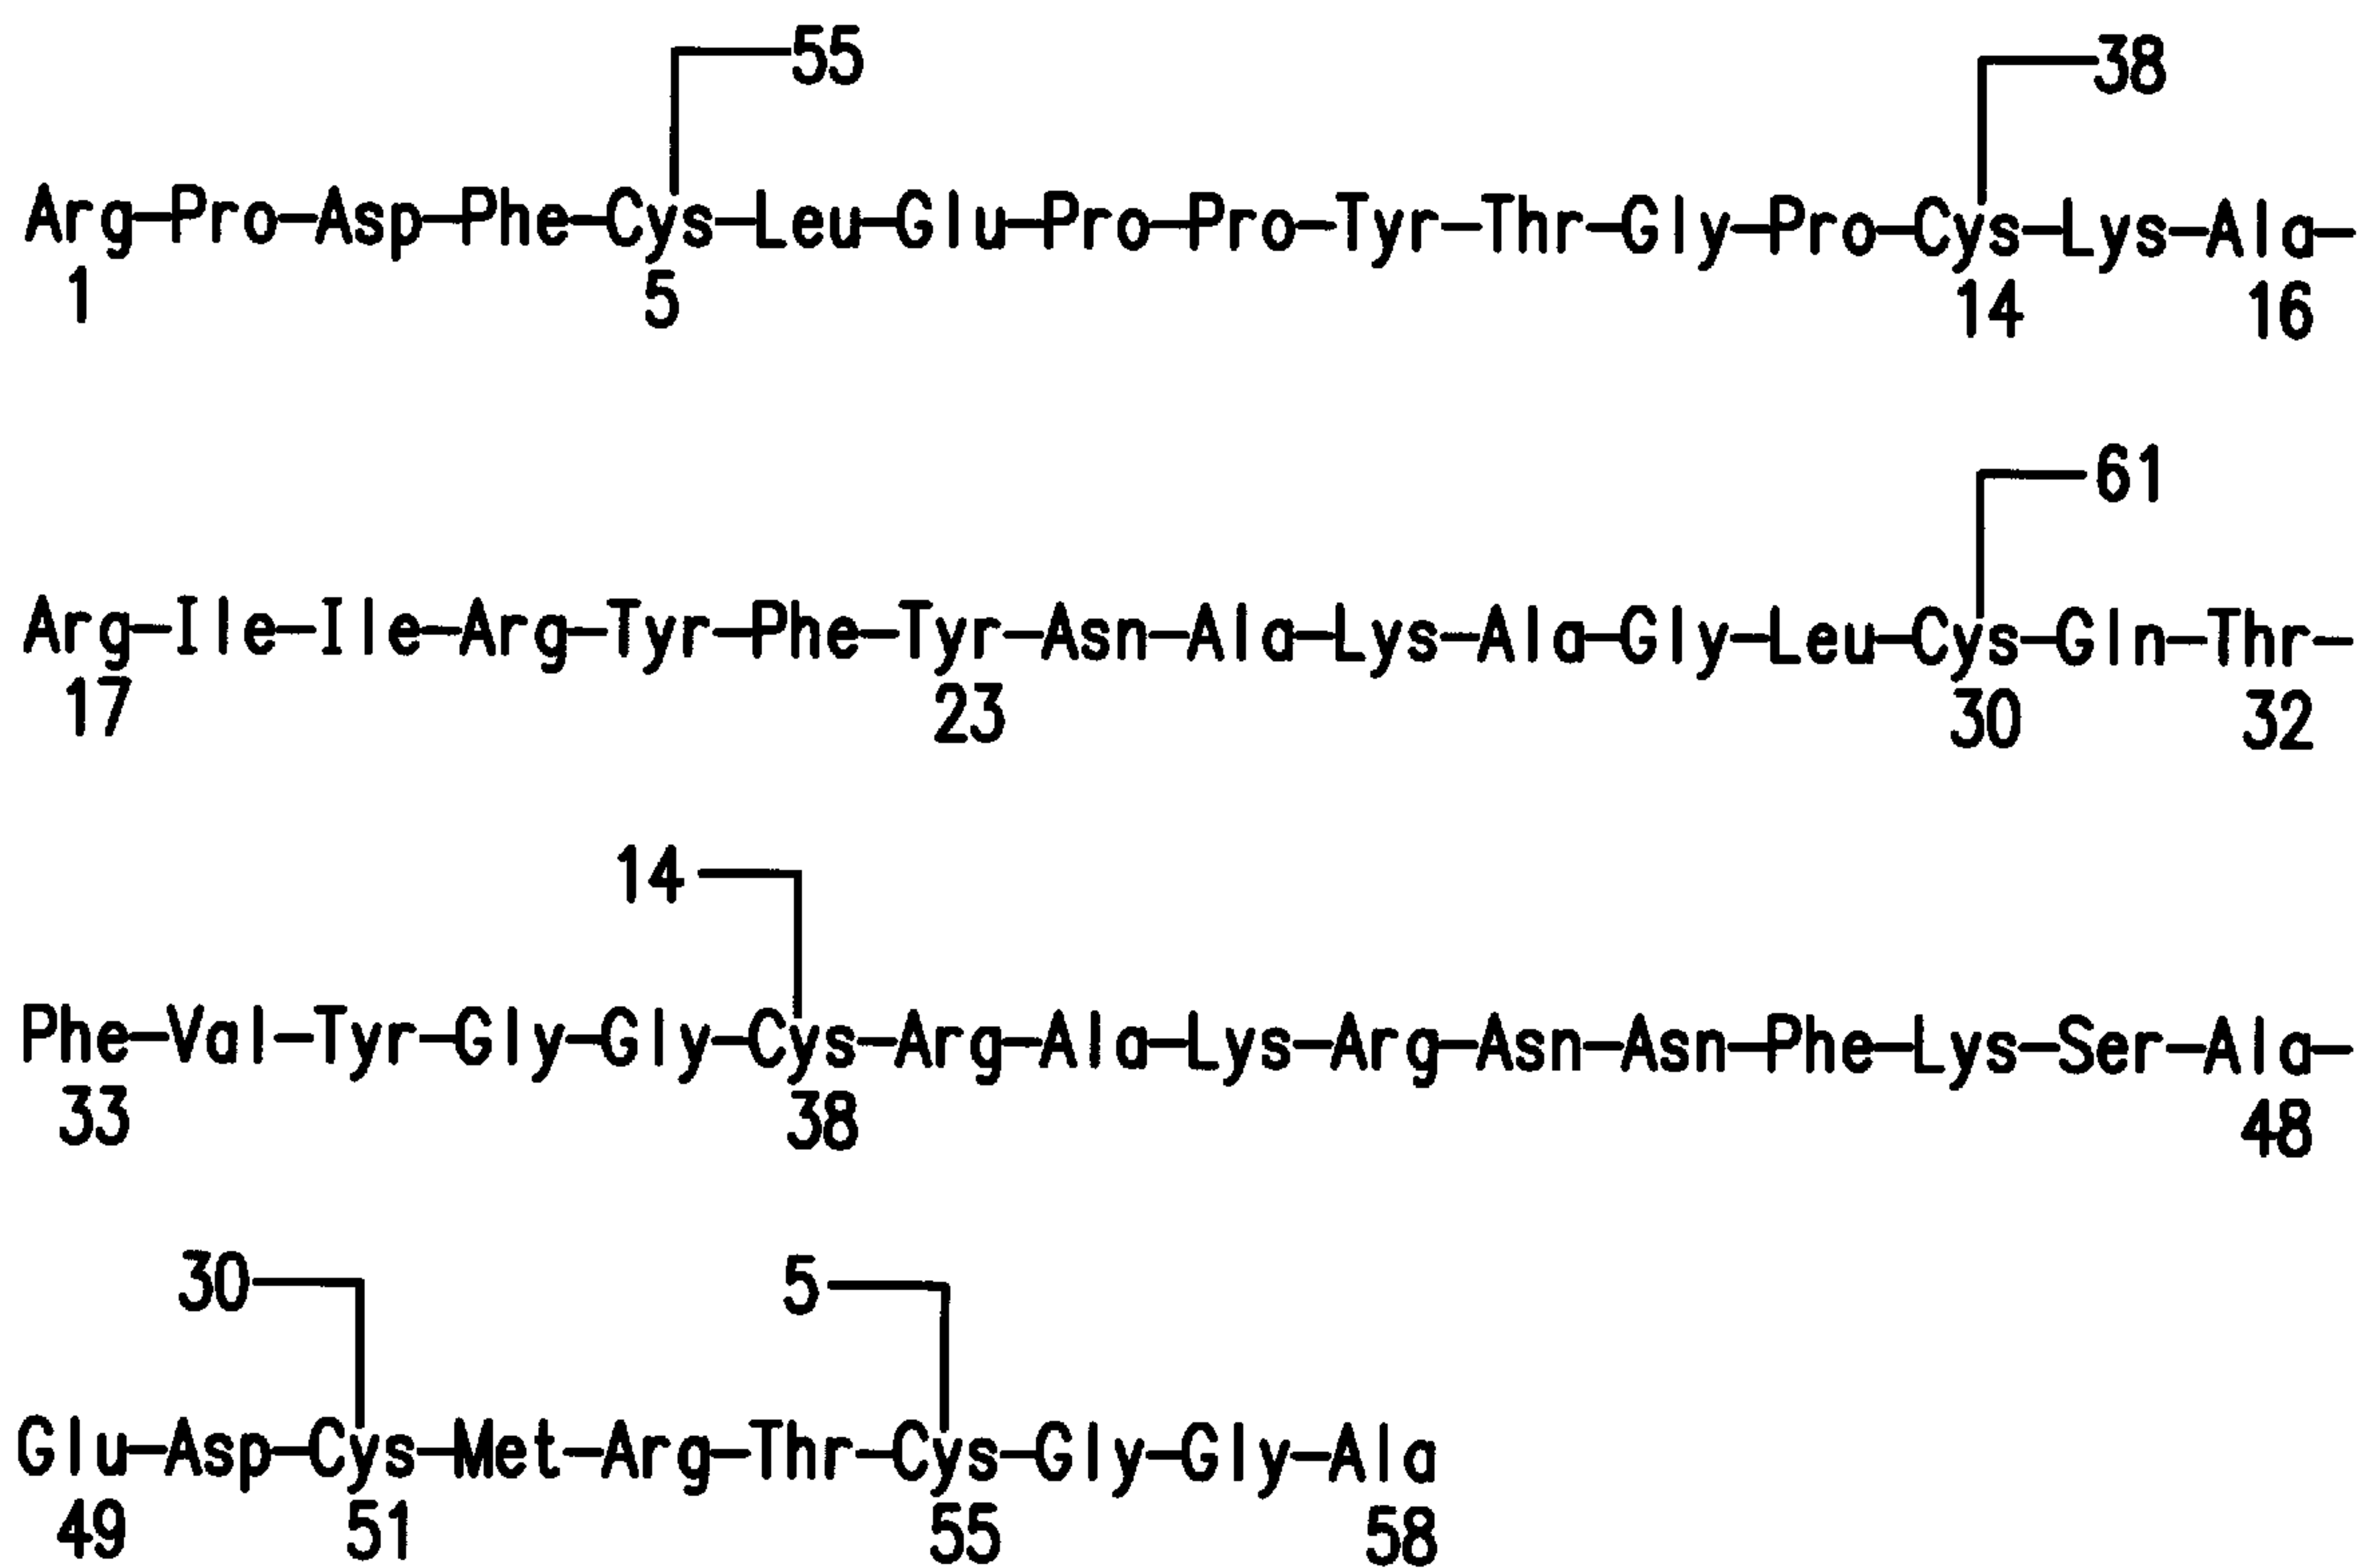 55 38
Arg-Pro-Asp-Phe-Cys-Leu-Glu-Pro-Pro-Tyr-Thr-Gly-Pro-Cys-Lys-Ala-
1 5 14 16
61
Arg-Ile-Ile-Arg-Tyr-Phe-Tyr-Asn-Ala-Lys-Ala-Gly-Leu-Cys-Gln-Thr-
17 23 30 32
14
Phe-Val-Tyr-Gly-Gly-Cys-Arg-Ala-Lys-Arg-Asn-Asn-Phe-Lys-Ser-Ala-
33 38 48
30 5
Glu-Asp-Cys-Met-Arg-Thr-Cys-Gly-Gly-Ala
49 51 55 58